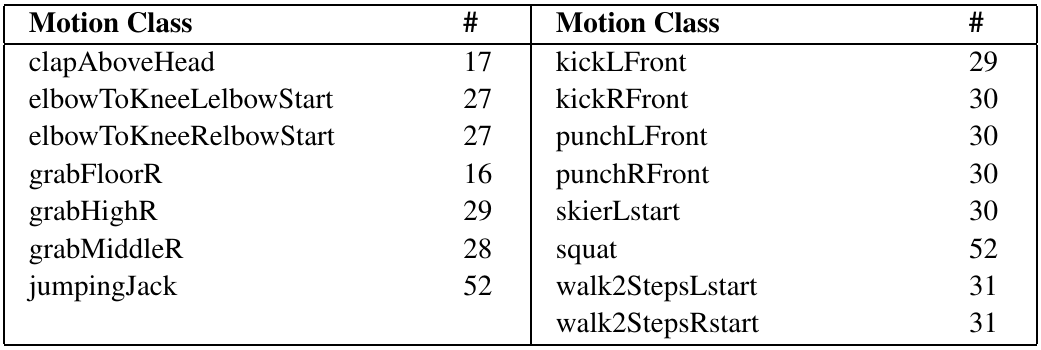 Motion Class # Motion Class #
clapAboveHead 17 kickLFront 29
elbowToKneeLelbowStart 27 kickRFront 30
elbowToKneeRelbowStart 27 punchLFront 30
grabFloorR 16 punchRFront 30
grabHighR 29 skierLstart 30
grabMiddleR 28 squat 52
jumpingJack 52 walk2StepsLstart 31
walk2StepsRstart 31